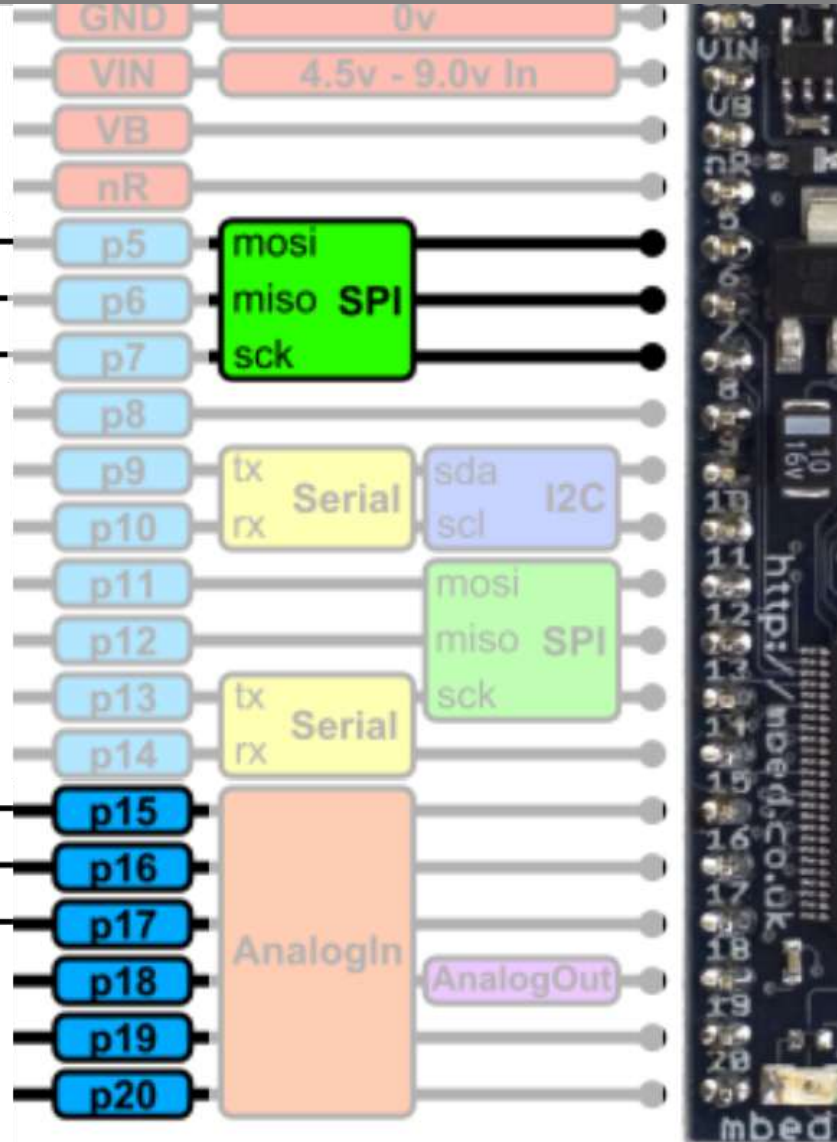 GND 0v
VIN 4.5v - 9.0v In
VB
nR
p5 mosi
p6 miso SPI
p7 sck
p8
p9 tx Serial sda I2C
p10 rx scl
p11 mosi
p12 miso SPI
p13 tx Serial sck
p14 rx
p15
p16
p17 AnalogIn
p18 AnalogOut
p19
p20
VIN
VB
nR
5
6
7
8
9
10
11
12
13
14
15
16
17
18
19
20
10
16v
http://mbed.co.uk
mbed